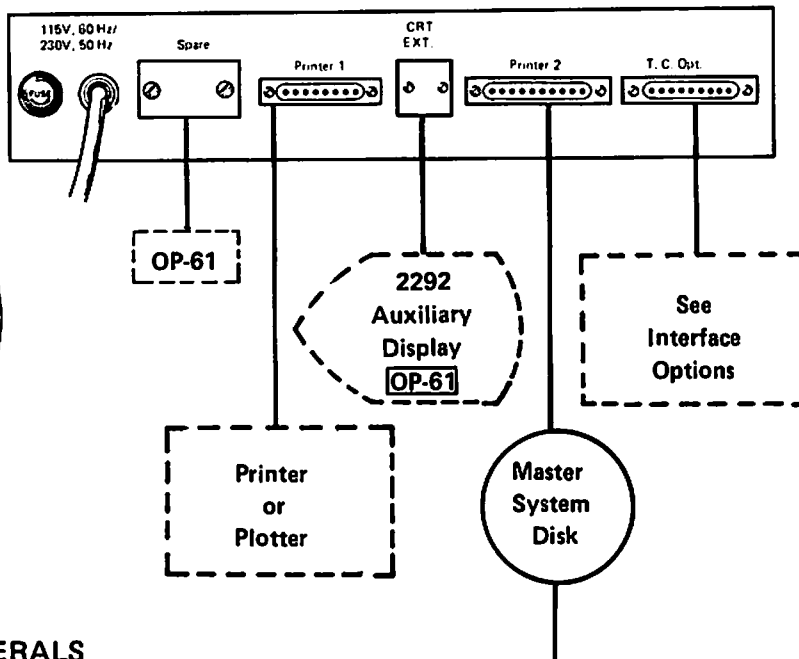 115V, 60 Hz/
230V, 50 Hz
Spare
Printer 1
CRT
EXT.
Printer 2
T. C. Opt.
FUSE
OP-61
2292
Auxiliary
Display
OP-61
See
Interface
Options
Printer
or
Plotter
Master
System
Disk
ERALS